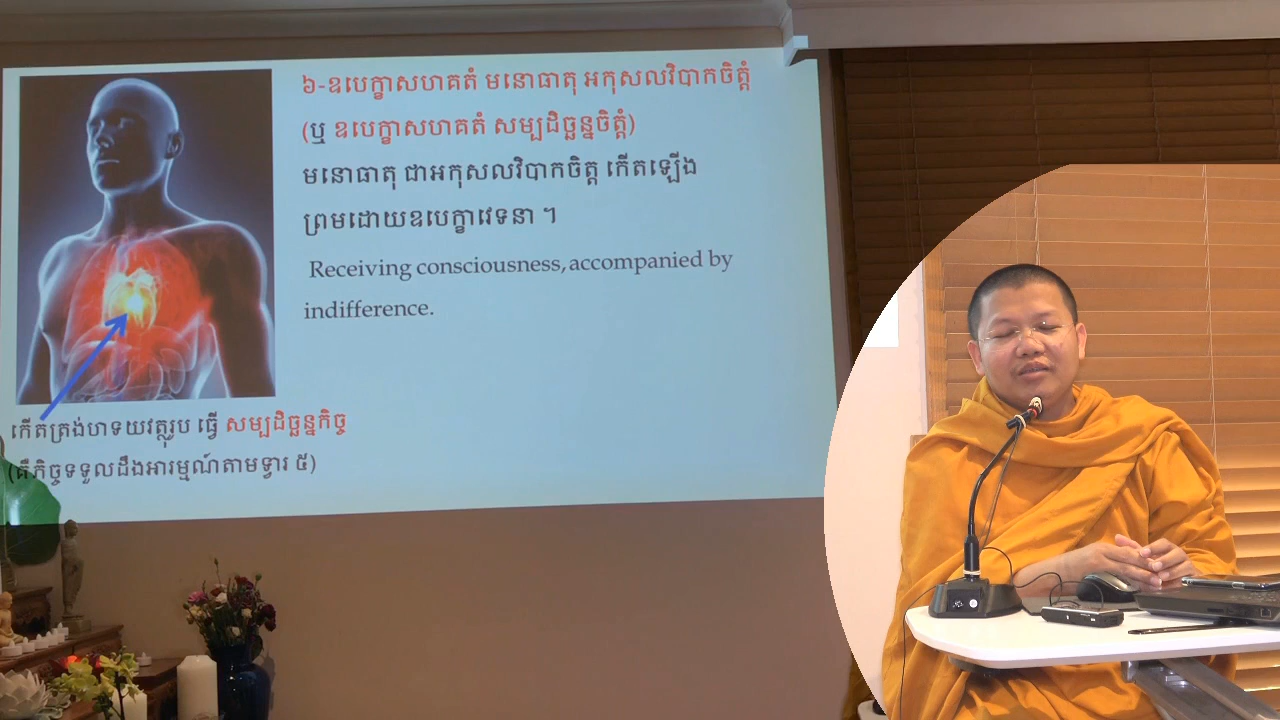 ៦-ឧបេក្ខាសហគតំ មនោធាតុ អកុសលវិបាកចិត្តំ
(ឬ ឧបេក្ខាសហគតំ សម្បដិច្ឆន្នចិត្តំ)
មនោធាតុ ជាអកុសលវិបាកចិត្ត កើតឡើង
ព្រមដោយឧបេក្ខាវេទនា ។
Receiving consciousness, accompanied by
indifference.
កើតត្រង់ហទយវត្ថុរូប ធ្វើ សម្បដិច្ឆន្នកិច្ច
(គឺកិច្ចទទួលដឹងអារម្មណ៍តាមទ្វារ ៥)